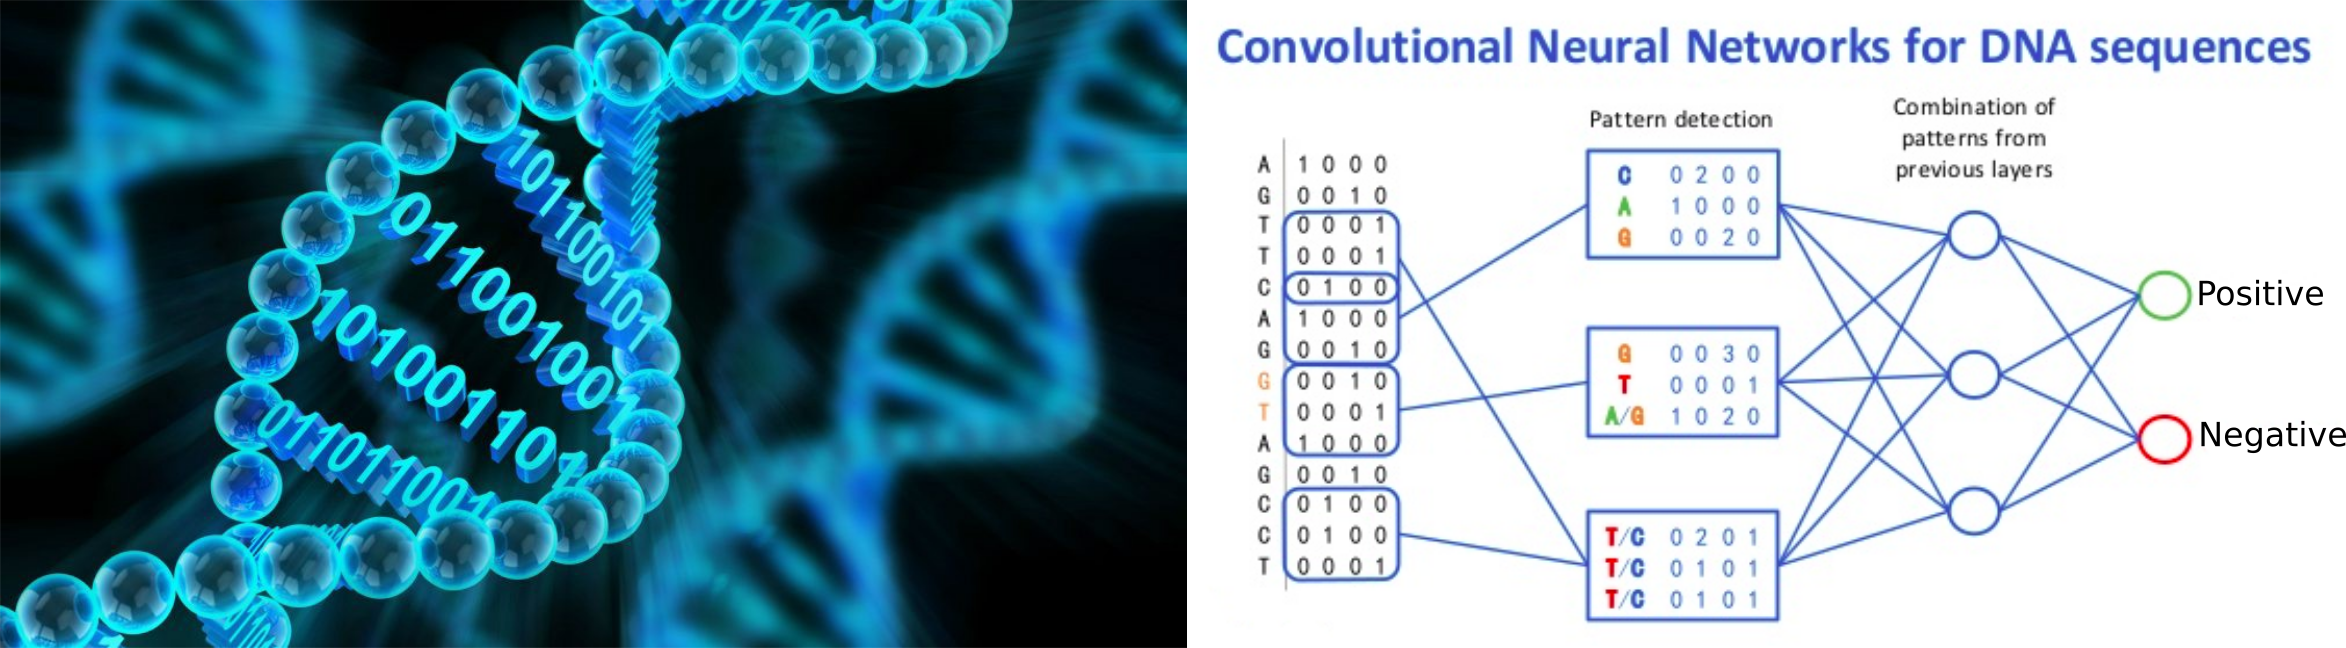 1011000101
01100100
1
101001101
011011001
Convolutional Neural Networks for DNA sequences
Pattern detection
Combination of
patterns from
previous layers
A 1 0 0 0
G 0 0 1 0
T 0 0 0 1
T 0 0 0 1
C 0 1 0 0
A 1 0 0 0
G 0 0 1 0
G 0 0 1 0
T 0 0 0 1
A 1 0 0 0
G 0 0 1 0
C 0 1 0 0
C 0 1 0 0
T 0 0 0 1
C 0 2 0 0
A 1 0 0 0
G 0 0 2 0
G 0 0 3 0
T 0 0 0 1
A/G 1 0 2 0
T/C 0 2 0 1
T/C 0 1 0 1
T/C 0 1 0 1
Positive
Negative